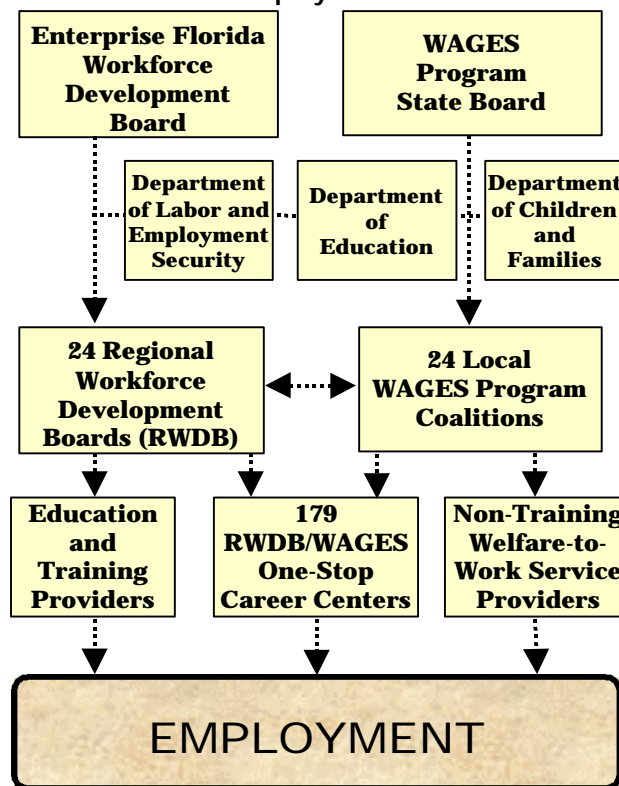 Enterprise Florida
Workforce
Development
Board
WAGES
Program
State Board
Department
of Labor and
Employment
Security
Department
of
Education
Department
of Children
and
Families
24 Regional
Workforce
Development
Boards (RWDB)
24 Local
WAGES Program
Coalitions
Education
and
Training
Providers
179
RWDB/WAGES
One-Stop
Career Centers
Non-Training
Welfare-to-
Work Service
Providers
EMPLOYMENT